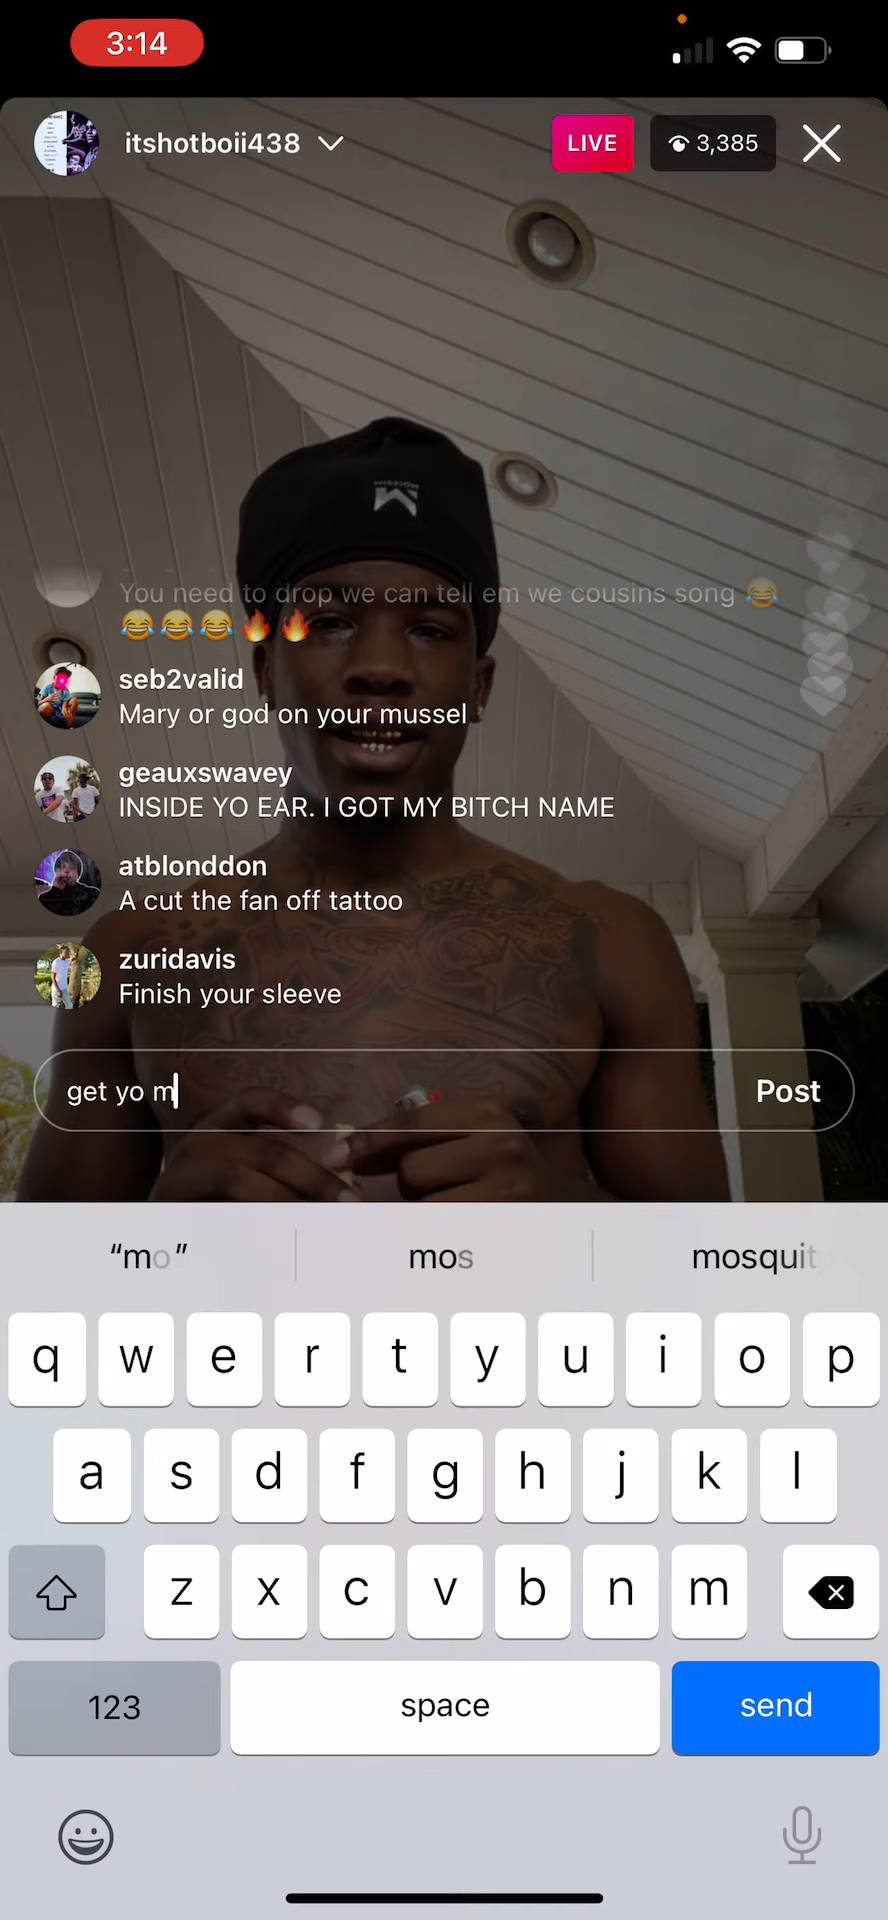 3:14
itshotboii438
LIVE
3,385
MISSION
You need to drop we can tell em we cousins song 😂
😂😂😂🔥🔥
seb2valid
Mary or god on your mussel
geauxswavey
INSIDE YO EAR. I GOT MY BITCH NAME
atblonddon
A cut the fan off tattoo
zuridavis
Finish your sleeve
get yo m
Post
“mo”
mos
mosquit
q w e r t y u i o p
a s d f g h j k l
z x c v b n m
123
space
send